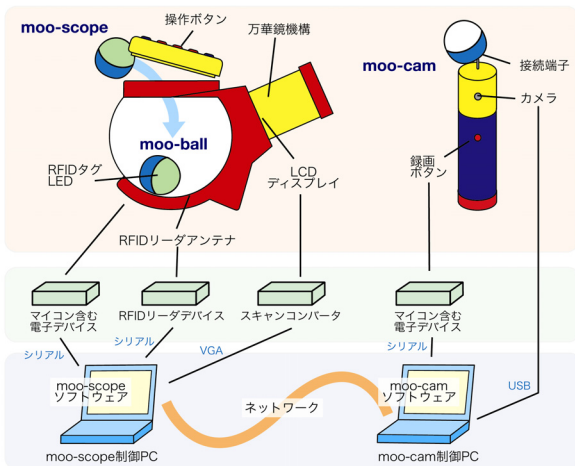 moo-scope
操作ボタン
万華鏡機構
moo-cam
接続端子
カメラ
moo-ball
RFIDタグ
LED
LCD
ディスプレイ
録画
ボタン
RFIDリーダアンテナ
マイコン含む
電子デバイス
RFIDリーダデバイス
スキャンコンバータ
マイコン含む
電子デバイス
シリアル
シリアル
VGA
シリアル
USB
moo-scope
ソフトウェア
ネットワーク
moo-cam
ソフトウェア
moo-scope制御PC
moo-cam制御PC